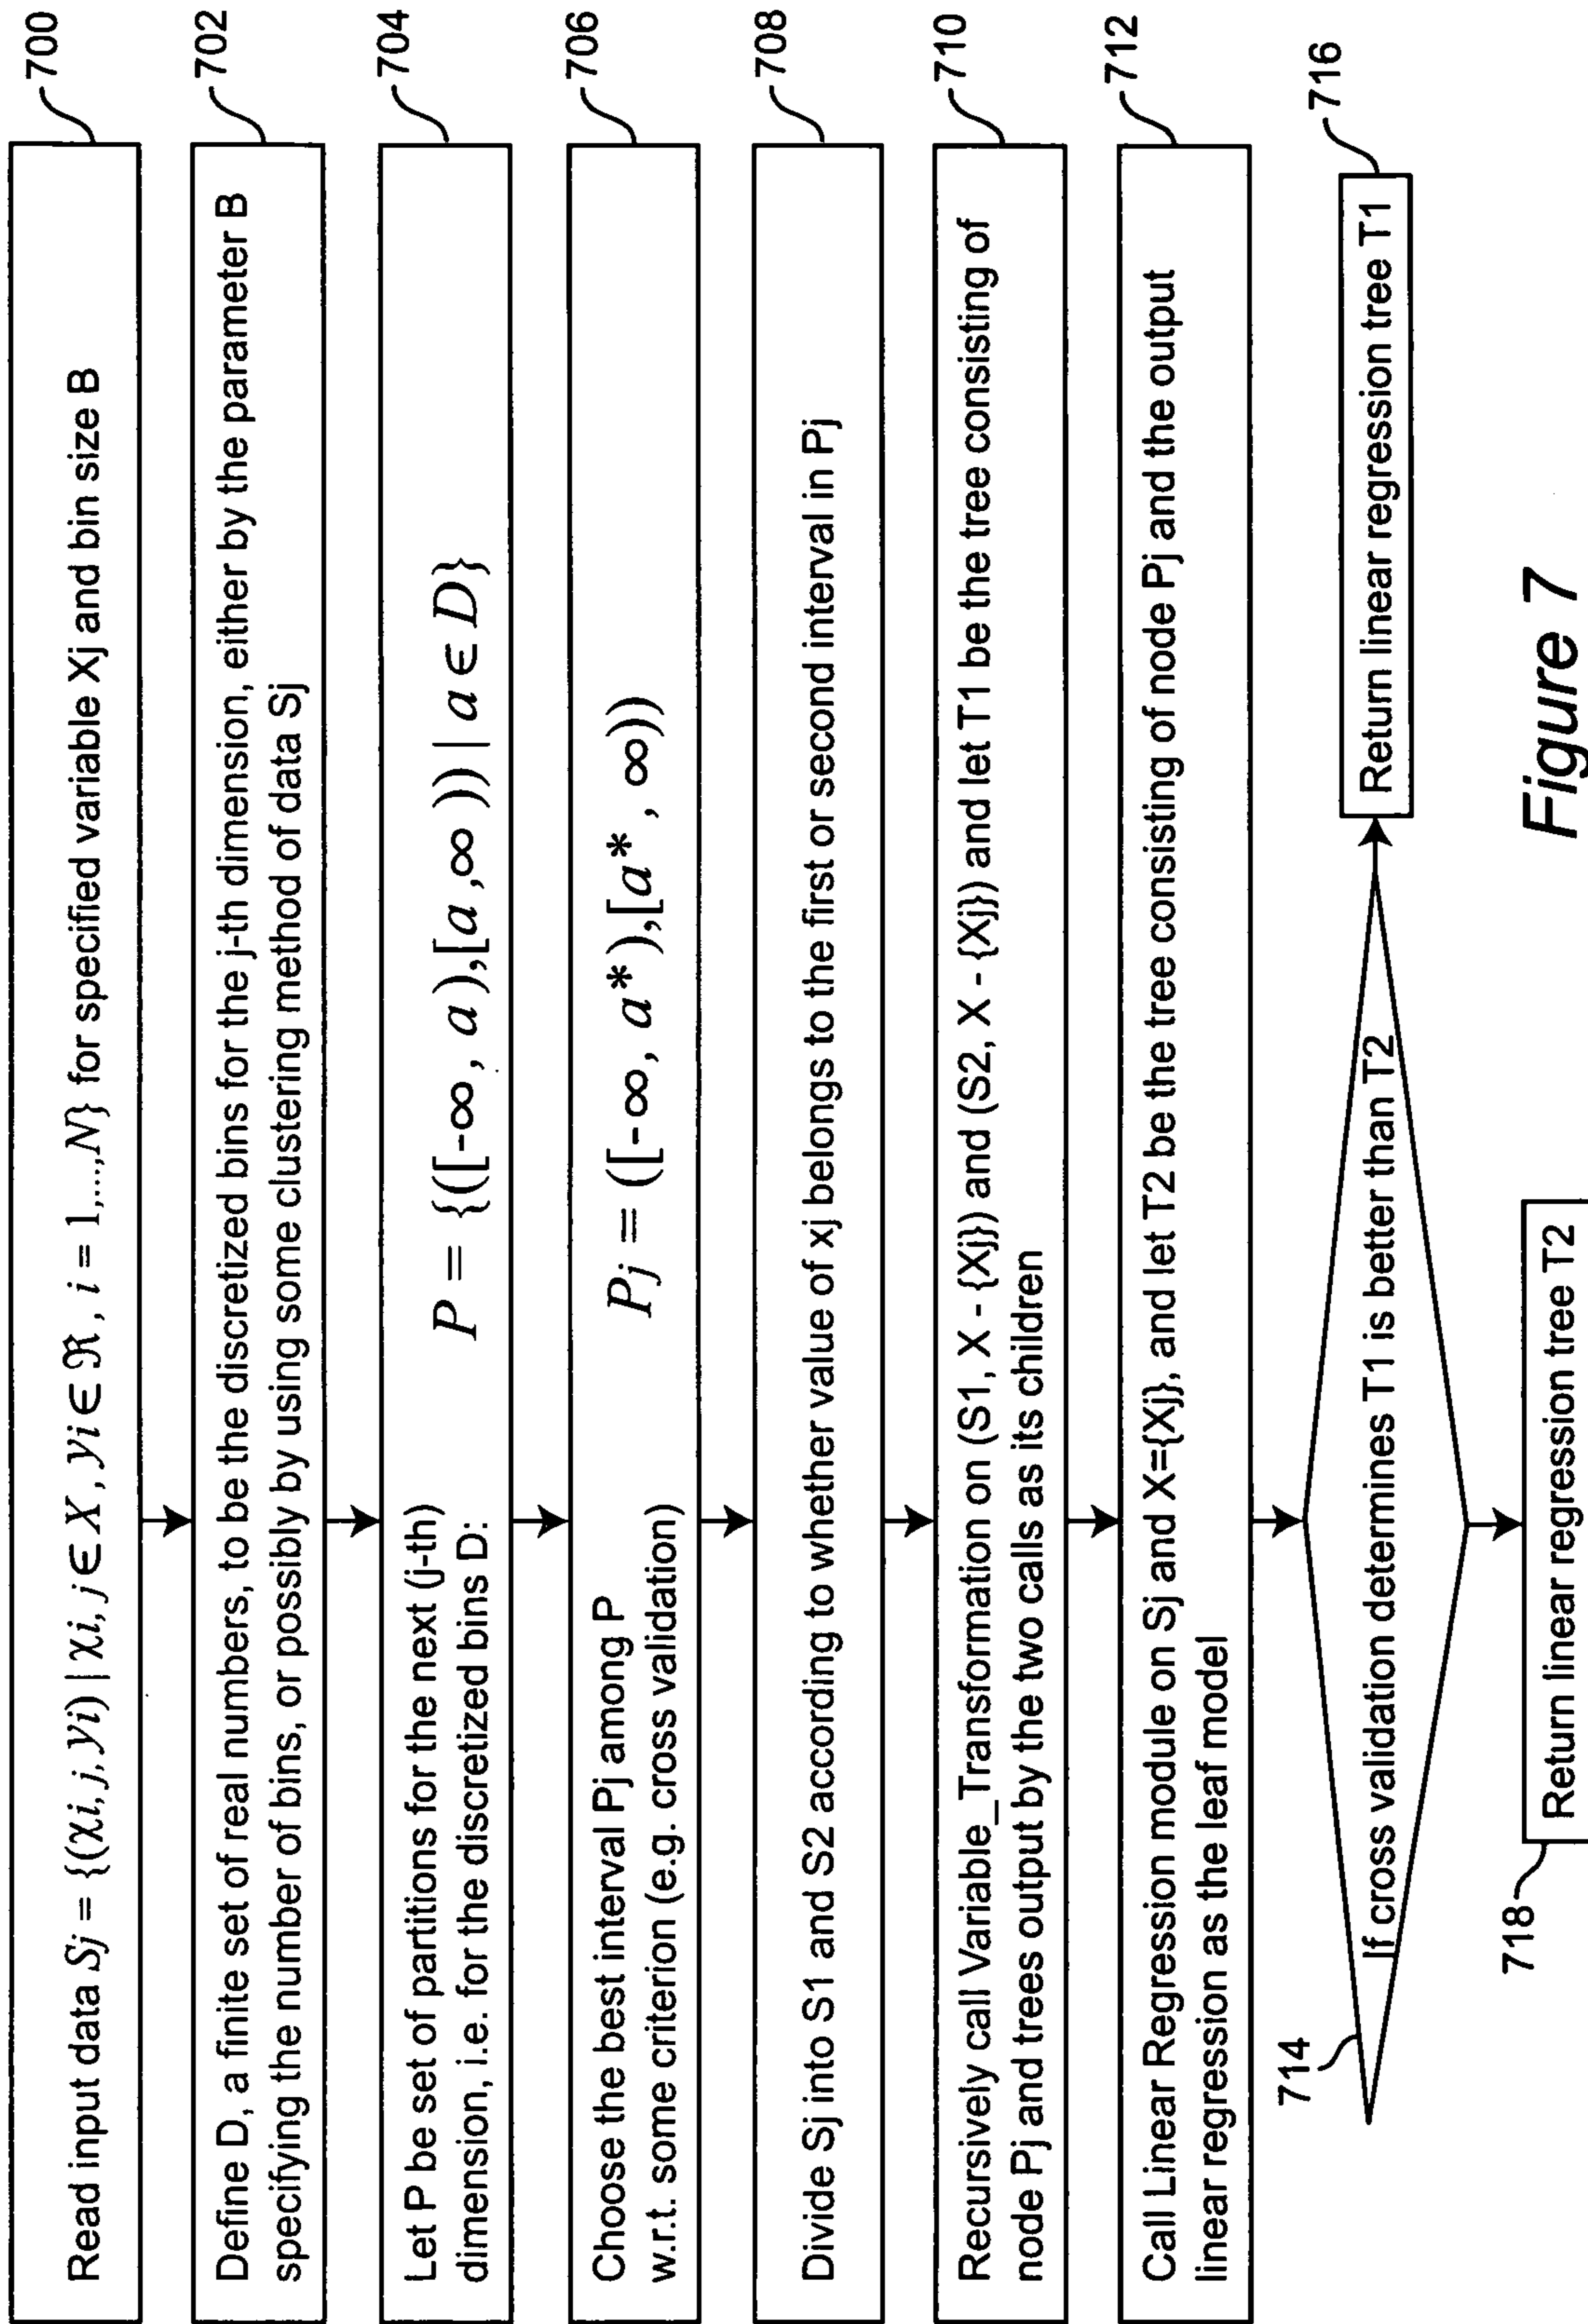 Read input data Sj = {(xi, j, yi) | xi, j ∈ X, yi ∈ ℜ, i = 1,...,N} for specified variable Xj and bin size B
700
Define D, a finite set of real numbers, to be the discretized bins for the j-th dimension, either by the parameter B
specifying the number of bins, or possibly by using some clustering method of data Sj
702
Let P be set of partitions for the next (j-th)
dimension, i.e. for the discretized bins D:
P = {([-∞, a),[a ,∞ )) | a ∈ D}
704
Choose the best interval Pj among P
w.r.t. some criterion (e.g. cross validation)
Pj = ([-∞, a*),[a* , ∞))
706
Divide Sj into S1 and S2 according to whether value of xj belongs to the first or second interval in Pj
708
Recursively call Variable_Transformation on (S1, X - {Xj}) and (S2, X - {Xj}) and let T1 be the tree consisting of
node Pj and trees output by the two calls as its children
710
Call Linear Regression module on Sj and X={Xj}, and let T2 be the tree consisting of node Pj and the output
linear regression as the leaf model
712
714
If cross validation determines T1 is better than T2
Return linear regression tree T1
716
718
Return linear regression tree T2
Figure 7